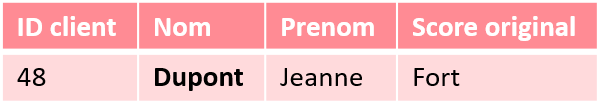 ID client Nom Prenom Score original
48 Dupont Jeanne Fort